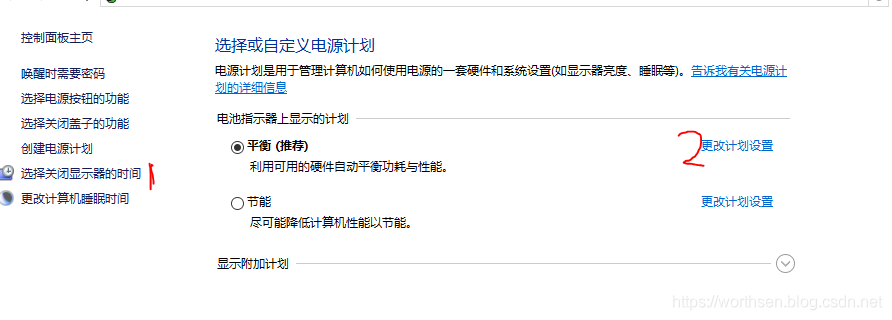 控制面板主页
唤醒时需要密码
选择电源按钮的功能
选择关闭盖子的功能
创建电源计划
选择关闭显示器的时间 1
更改计算机睡眠时间
选择或自定义电源计划
电源计划是用于管理计算机如何使用电源的一套硬件和系统设置(如显示器亮度、睡眠等)。告诉我有关电源计
划的详细信息
电池指示器上显示的计划
平衡 (推荐) 2 更改计划设置
利用可用的硬件自动平衡功耗与性能。
节能 更改计划设置
尽可能降低计算机性能以节能。
显示附加计划
https://worthsen.blog.csdn.net